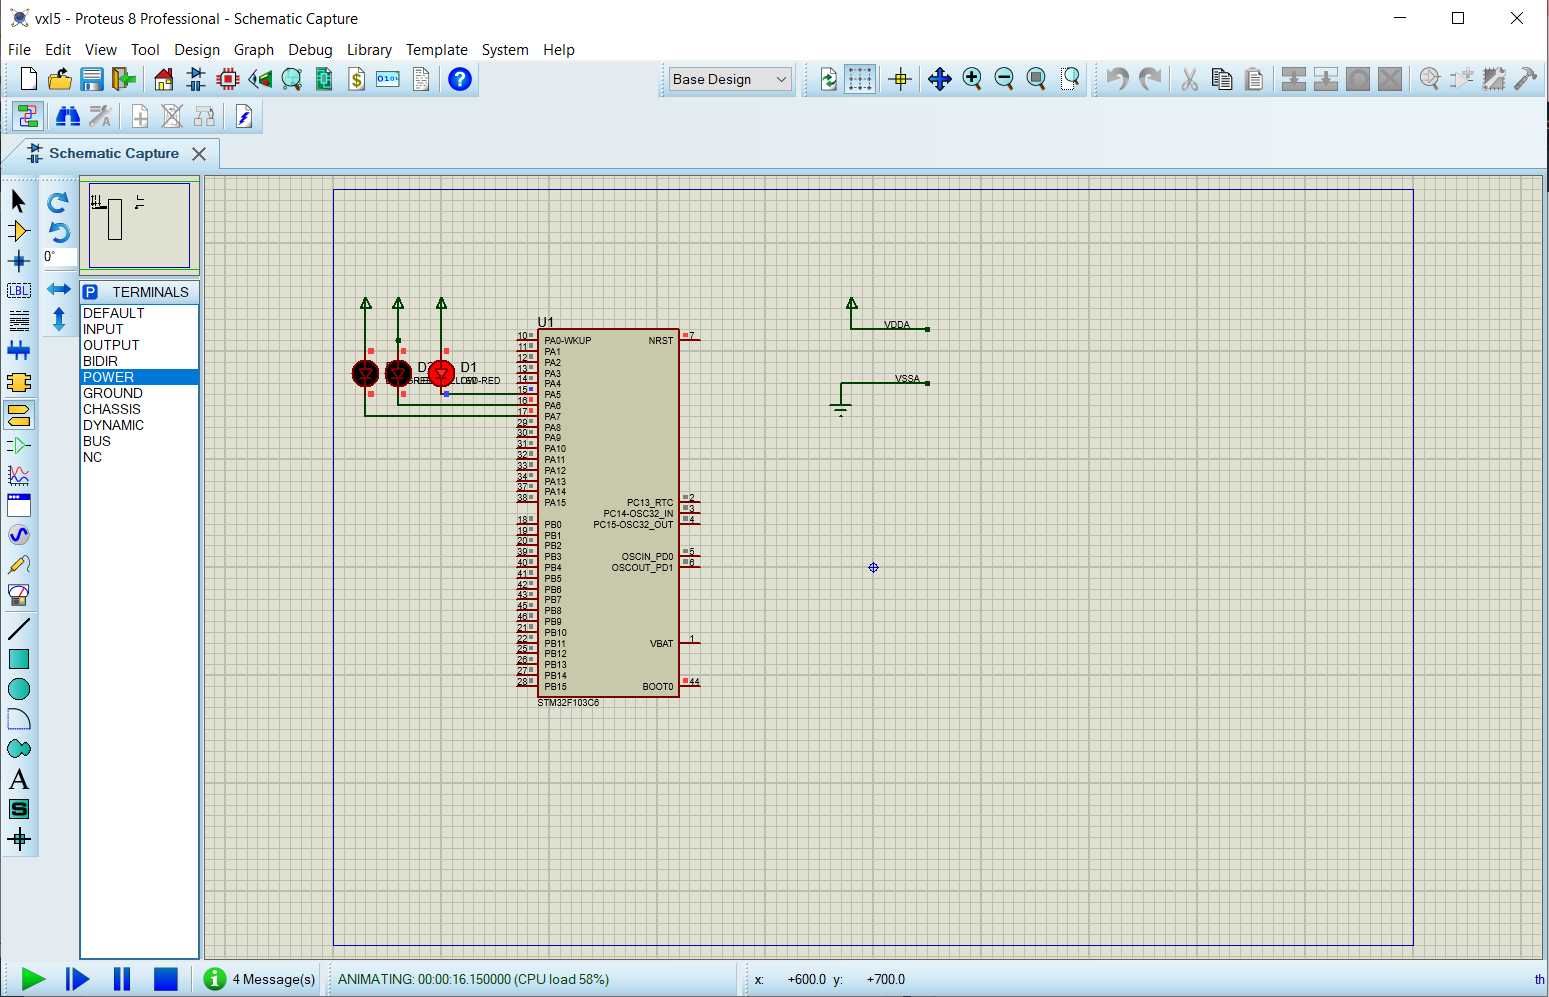 vxl5 - Proteus 8 Professional - Schematic Capture
File Edit View Tool Design Graph Debug Library Template System Help
Base Design
Schematic Capture
0°
TERMINALS
DEFAULT
INPUT
OUTPUT
BIDIR
POWER
GROUND
CHASSIS
DYNAMIC
BUS
NC
LBL
A
S
U1
D1
10 PA0-WKUP
11 PA1
12 PA2
13 PA3
14 PA4
15 PA5
16 PA6
17 PA7
29 PA8
30 PA9
31 PA10
32 PA11
33 PA12
34 PA13
37 PA14
38 PA15
18 PB0
19 PB1
20 PB2
39 PB3
40 PB4
41 PB5
42 PB6
43 PB7
45 PB8
46 PB9
21 PB10
22 PB11
25 PB12
26 PB13
27 PB14
28 PB15
NRST 7
PC13_RTC 2
PC14-OSC32_IN 3
PC15-OSC32_OUT 4
OSCIN_PD0 5
OSCOUT_PD1 6
VBAT 1
BOOT0 44
STM32F103C6
VDDA
VSSA
4 Message(s)
ANIMATING: 00:00:16.150000 (CPU load 58%)
x: +600.0 y: +700.0
th